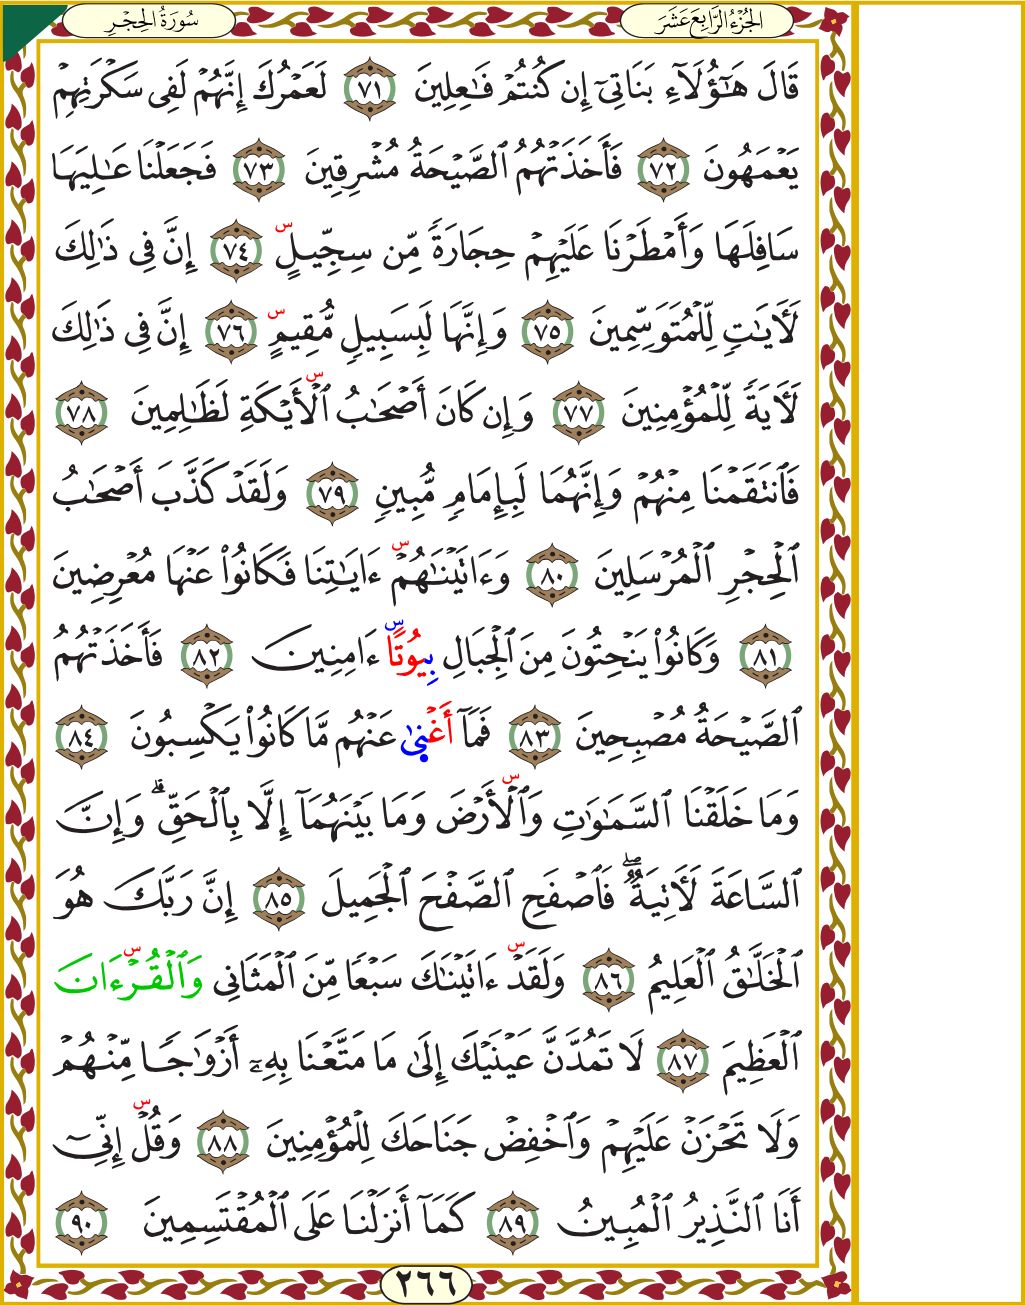 سُورَةُ الحِجْرِ
الجُزْءُ الرَّابِعَ عَشَرَ
قَالَ هَٰٓؤُلَآءِ بَنَاتِيٓ إِن كُنتُمْ فَٰعِلِينَ ٧١ لَعَمْرُكَ إِنَّهُمْ لَفِي سَكْرَتِهِمْ
يَعْمَهُونَ ٧٢ فَأَخَذَتْهُمُ ٱلصَّيْحَةُ مُشْرِقِينَ ٧٣ فَجَعَلْنَا عَٰلِيَهَا
سَافِلَهَا وَأَمْطَرْنَا عَلَيْهِمْ حِجَارَةً مِّن سِجِّيلٍ س ٧٤ إِنَّ فِي ذَٰلِكَ
لَأٓيَٰتٍ لِّلْمُتَوَسِّمِينَ ٧٥ وَإِنَّهَا لَبِسَبِيلٍ مُّقِيمٍ س ٧٦ إِنَّ فِي ذَٰلِكَ
لَأٓيَةً لِّلْمُؤْمِنِينَ ٧٧ وَإِن كَانَ أَصْحَٰبُ ٱلْأَيْكَةِ س لَظَٰلِمِينَ ٧٨
فَٱنتَقَمْنَا مِنْهُمْ وَإِنَّهُمَا لَبِإِمَامٍ مُّبِينٍ ٧٩ وَلَقَدْ كَذَّبَ أَصْحَٰبُ
ٱلْحِجْرِ ٱلْمُرْسَلِينَ ٨٠ وَءَاتَيْنَٰهُمْ س ءَايَٰتِنَا فَكَانُوا۟ عَنْهَا مُعْرِضِينَ
٨١ وَكَانُوا۟ يَنْحِتُونَ مِنَ ٱلْجِبَالِ بِيُوتًا س ءَامِنِينَ ٨٢ فَأَخَذَتْهُمُ
ٱلصَّيْحَةُ مُصْبِحِينَ ٨٣ فَمَآ أَغْنَىٰ عَنْهُم مَّا كَانُوا۟ يَكْسِبُونَ ٨٤
وَمَا خَلَقْنَا ٱلسَّمَٰوَٰتِ وَٱلْأَرْضَ س وَمَا بَيْنَهُمَآ إِلَّا بِٱلْحَقِّۗ وَإِنَّ
ٱلسَّاعَةَ لَأٓتِيَةٌۖ فَٱصْفَحِ ٱلصَّفْحَ ٱلْجَمِيلَ ٨٥ إِنَّ رَبَّكَ هُوَ
ٱلْخَلَّٰقُ ٱلْعَلِيمُ ٨٦ وَلَقَدْ س ءَاتَيْنَٰكَ سَبْعًا مِّنَ ٱلْمَثَانِي وَٱلْقُرْءَانَ س
ٱلْعَظِيمَ ٨٧ لَا تَمُدَّنَّ عَيْنَيْكَ إِلَىٰ مَا مَتَّعْنَا بِهِۦٓ أَزْوَٰجًا مِّنْهُمْ
وَلَا تَحْزَنْ عَلَيْهِمْ وَٱخْفِضْ جَنَاحَكَ لِلْمُؤْمِنِينَ ٨٨ وَقُلْ س إِنِّيٓ
أَنَا ٱلنَّذِيرُ ٱلْمُبِينُ ٨٩ كَمَآ أَنزَلْنَا عَلَى ٱلْمُقْتَسِمِينَ ٩٠
٢٦٦